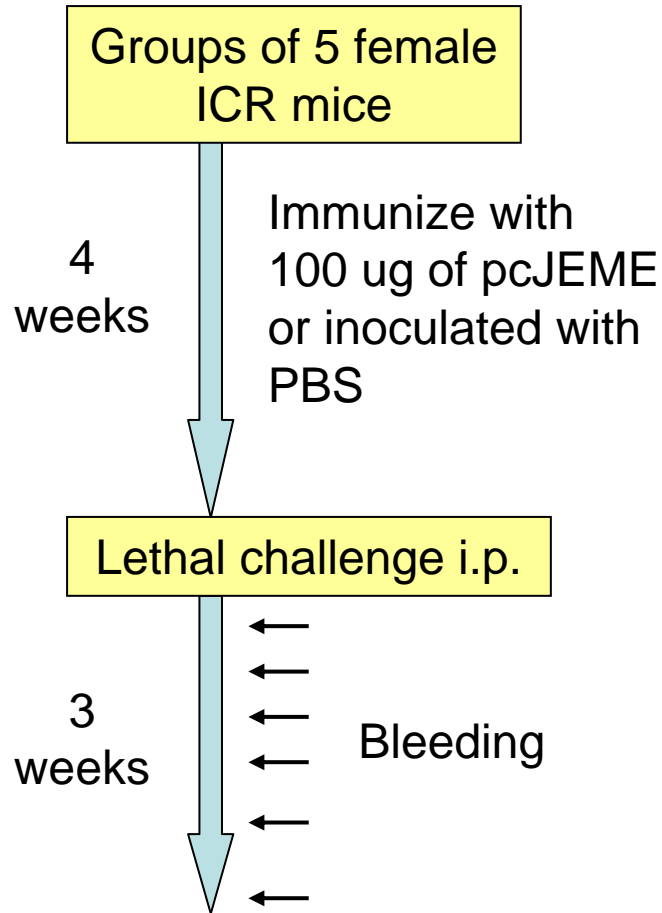 Groups of 5 female
ICR mice
4
weeks
Immunize with
100 ug of pcJEME
or inoculated with
PBS
Lethal challenge i.p.
3
weeks
Bleeding